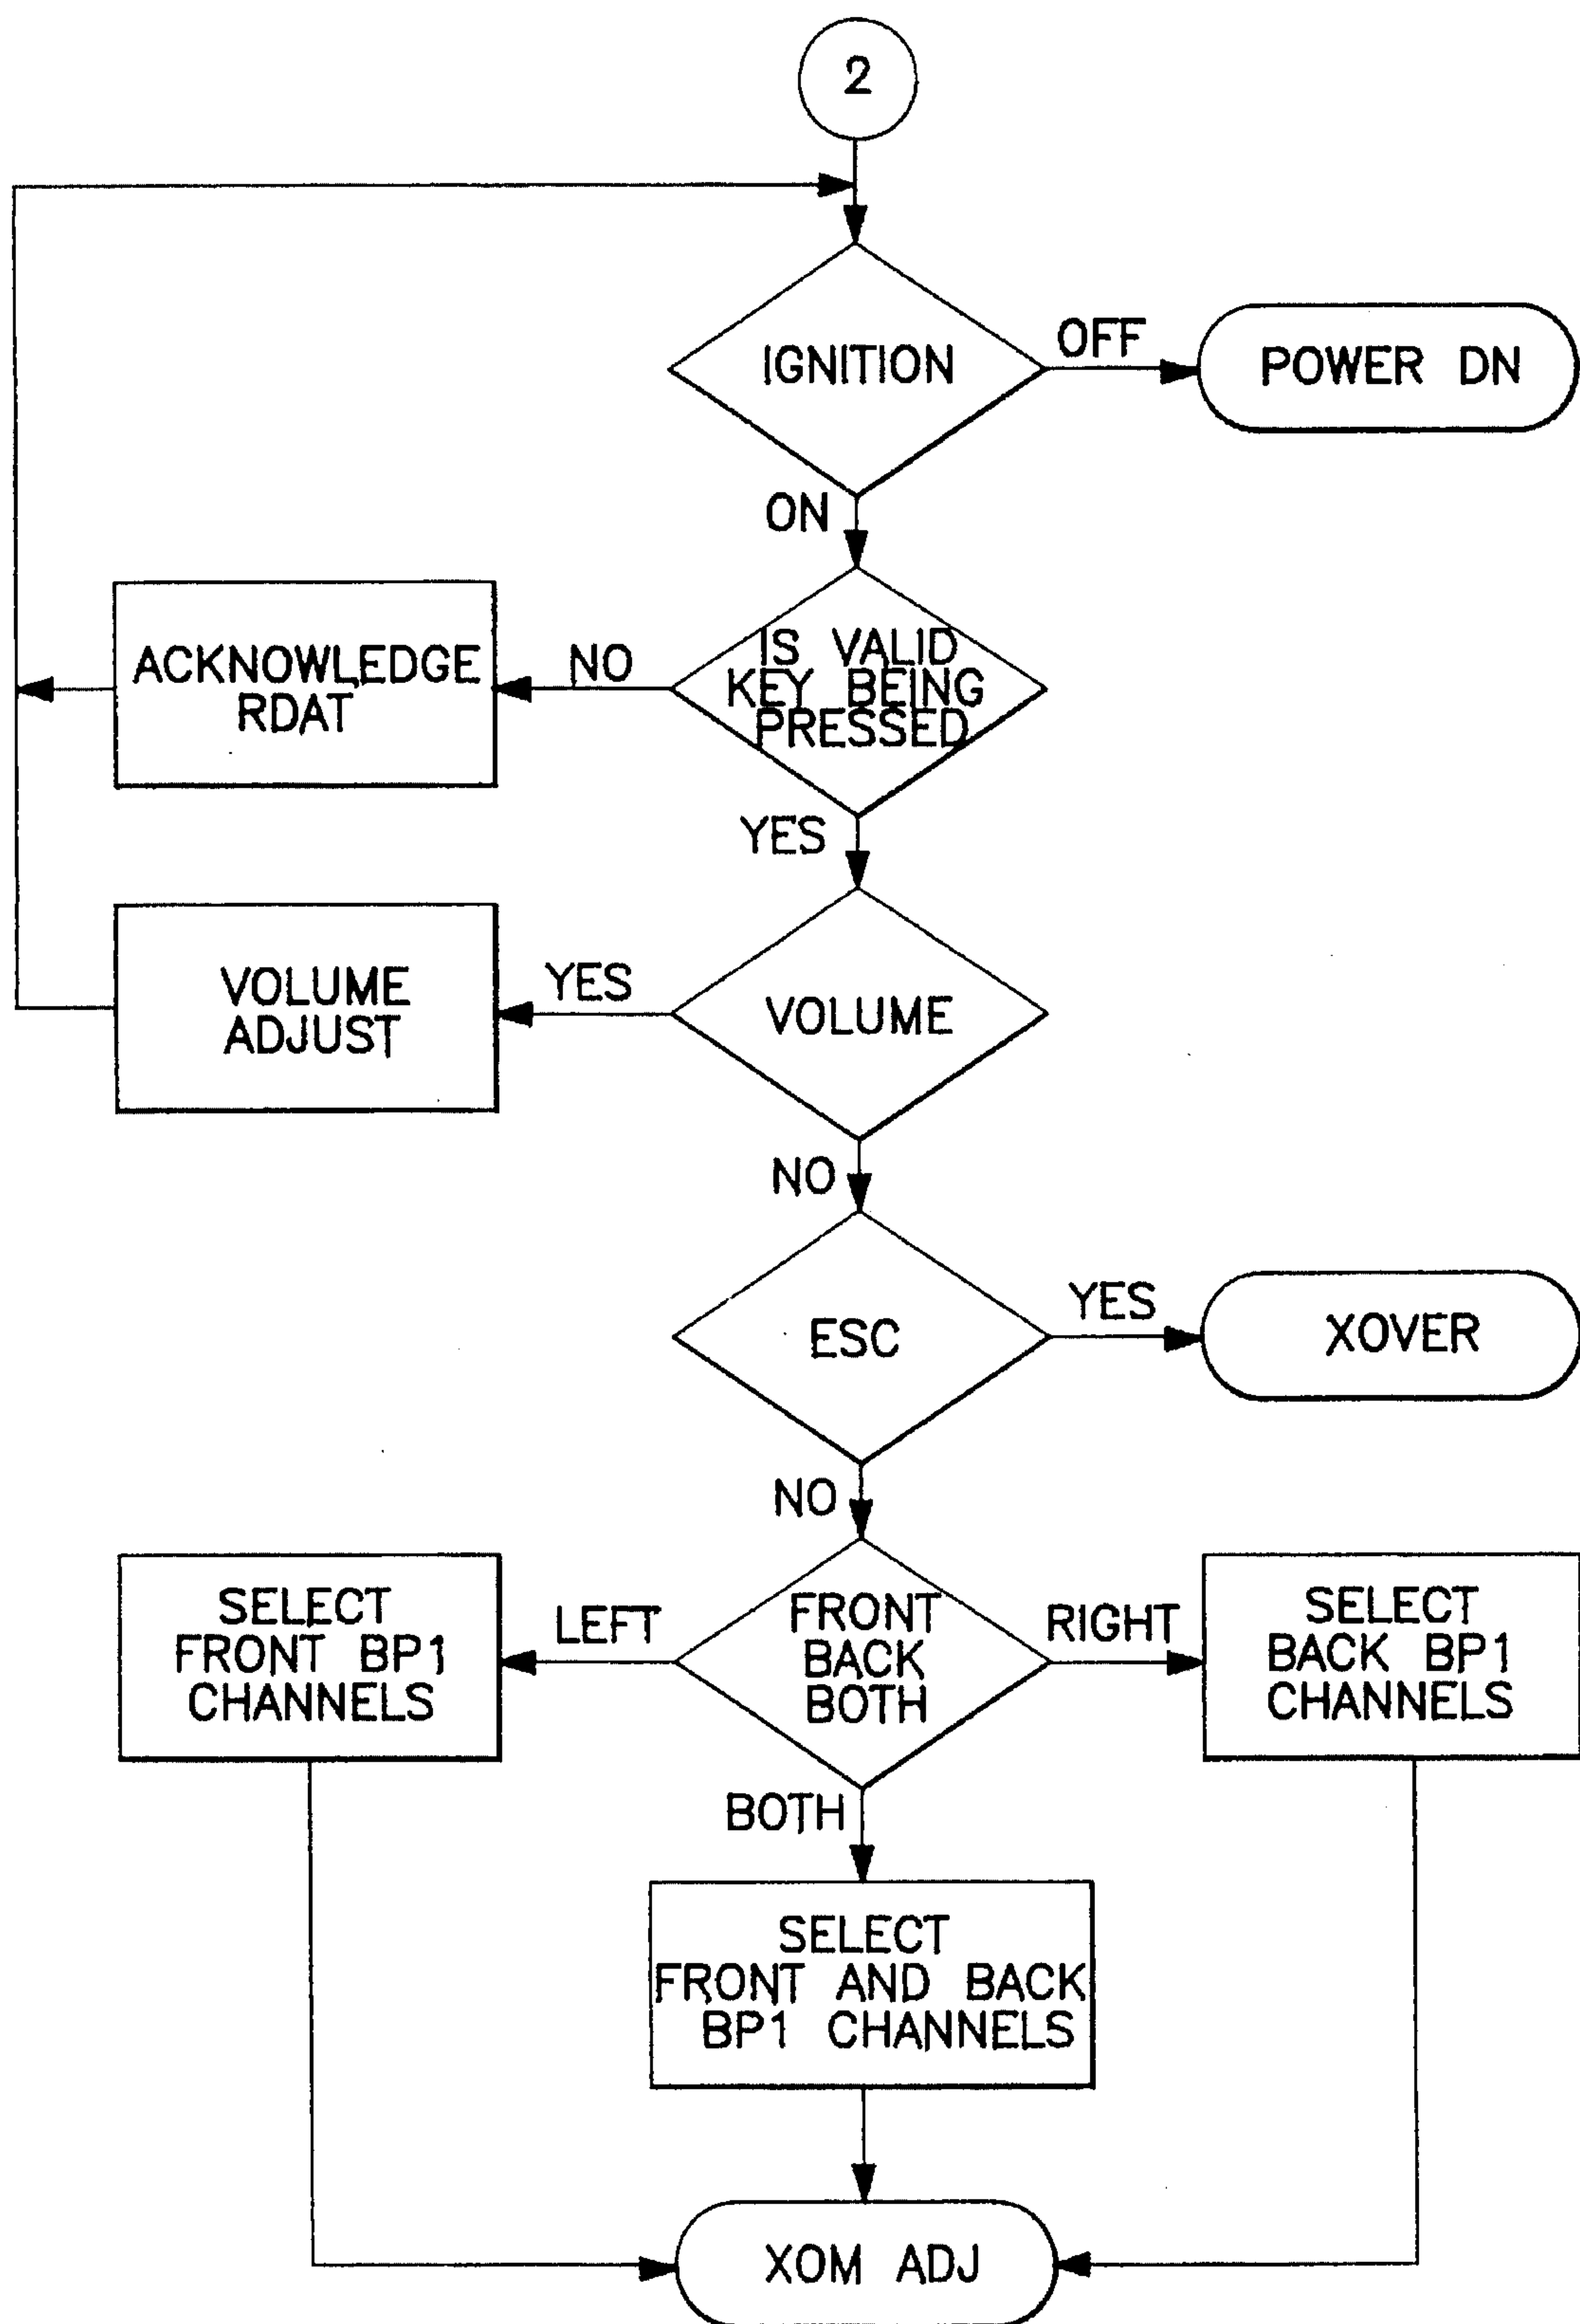 2
IGNITION
OFF
POWER DN
ON
IS VALID
KEY BEING
PRESSED
NO
ACKNOWLEDGE
RDAT
YES
VOLUME
YES
VOLUME
ADJUST
NO
ESC
YES
XOVER
NO
FRONT
BACK
BOTH
LEFT
SELECT
FRONT BP1
CHANNELS
RIGHT
SELECT
BACK BP1
CHANNELS
BOTH
SELECT
FRONT AND BACK
BP1 CHANNELS
XOM ADJ